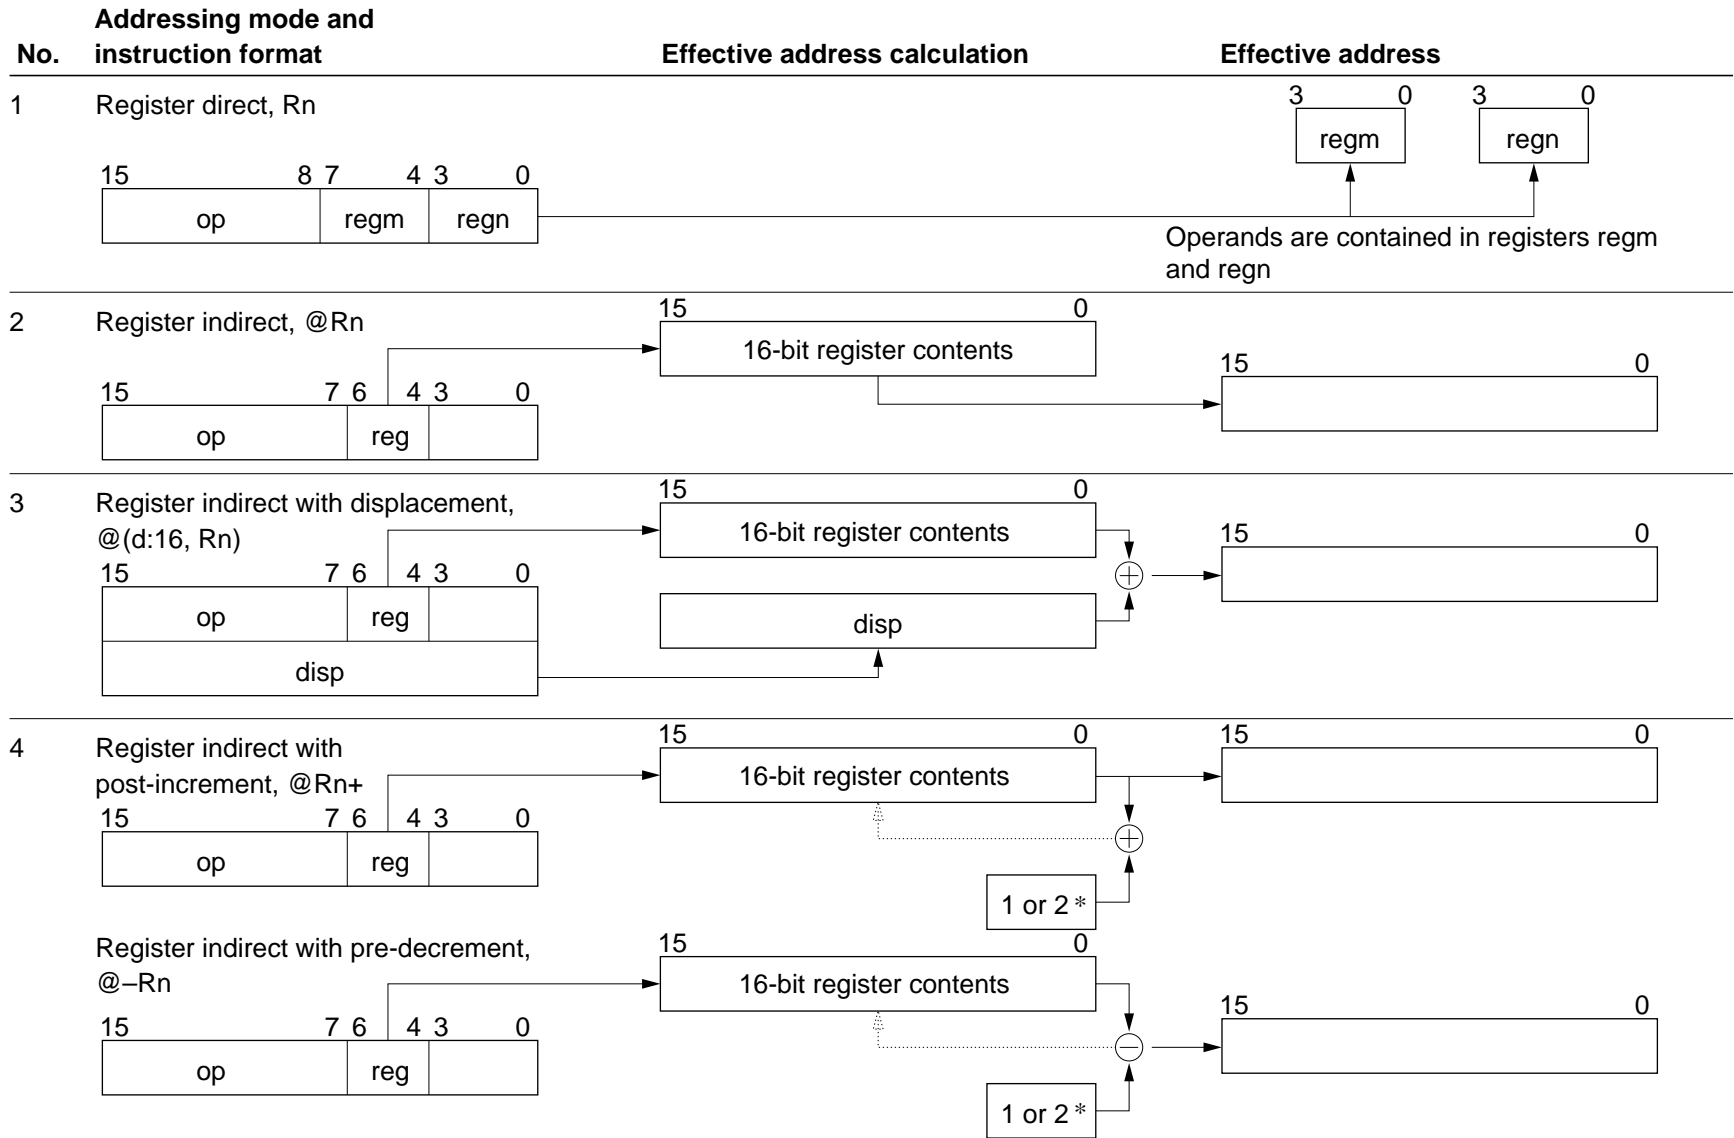 No. Addressing mode and instruction format Effective address calculation Effective address
1 Register direct, Rn
3 0 3 0
regm regn
15 8 7 4 3 0
op regm regn
Operands are contained in registers regm
and regn
2 Register indirect, @Rn
15 0
16-bit register contents
15 0
15 7 6 4 3 0
op reg
3 Register indirect with displacement,
@(d:16, Rn)
15 0
16-bit register contents
15 0
15 7 6 4 3 0
op reg
disp
disp
4 Register indirect with
post-increment, @Rn+
15 0
16-bit register contents
15 0
15 7 6 4 3 0
op reg
1 or 2 *
Register indirect with pre-decrement,
@–Rn
15 0
16-bit register contents
15 0
15 7 6 4 3 0
op reg
1 or 2 *